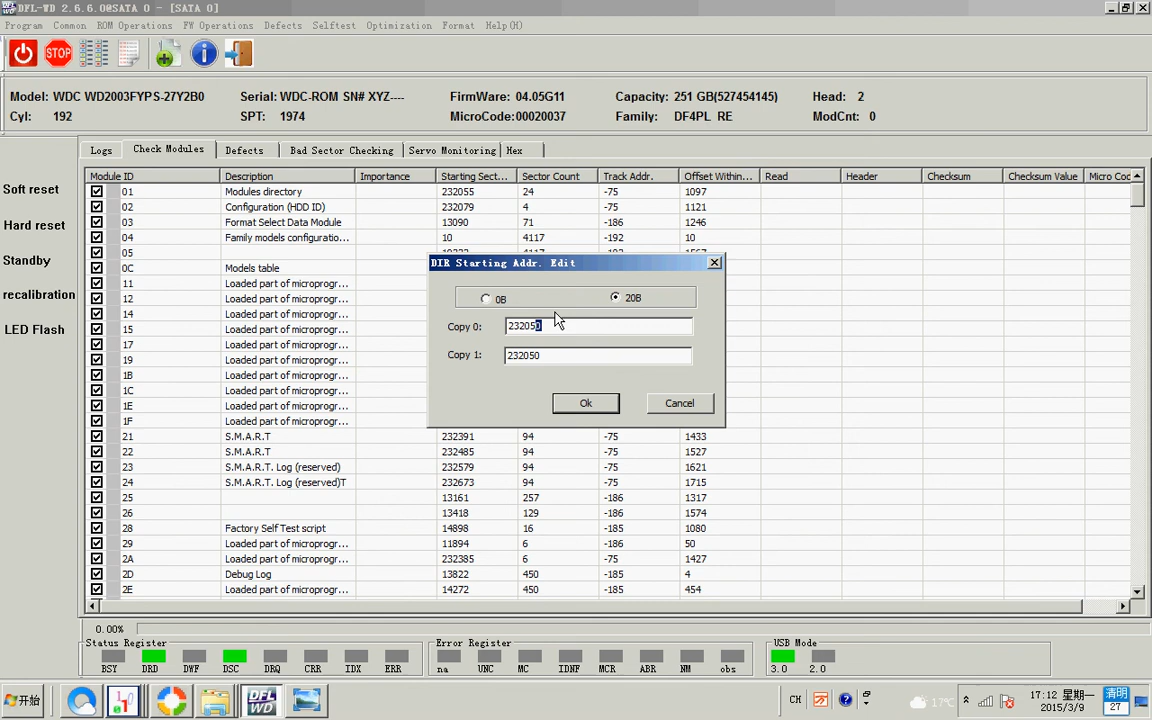 DFL-WD 2.6.6.0@SATA 0 - [SATA 0]
Program Common ROM Operations FW Operations Defects Selftest Optimization Format Help(H)
STOP
Model: WDC WD2003FYPS-27Y2B0 Serial: WDC-ROM SN# XYZ---- FirmWare: 04.05G11 Capacity: 251 GB(527454145) Head: 2
Cyl: 192 SPT: 1974 MicroCode:00020037 Family: DF4PL RE ModCnt: 0
Logs Check Modules Defects Bad Sector Checking Servo Monitoring Hex
Soft reset
Hard reset
Standby
recalibration
LED Flash
Module ID Description Importance Starting Sect... Sector Count Track Addr. Offset Within... Read Header Checksum Checksum Value Micro Cod
01 Modules directory 232055 24 -75 1097
02 Configuration (HDD ID) 232079 4 -75 1121
03 Format Select Data Module 13090 71 -186 1246
04 Family models configuratio... 10 4117 -192 10
05
0C Models table
11 Loaded part of microprogr...
12 Loaded part of microprogr...
14 Loaded part of microprogr...
15 Loaded part of microprogr...
17 Loaded part of microprogr...
19 Loaded part of microprogr...
1B Loaded part of microprogr...
1C Loaded part of microprogr...
1E Loaded part of microprogr...
1F Loaded part of microprogr...
21 S.M.A.R.T 232391 94 -75 1433
22 S.M.A.R.T 232485 94 -75 1527
23 S.M.A.R.T. Log (reserved) 232579 94 -75 1621
24 S.M.A.R.T. Log (reserved)T 232673 94 -75 1715
25 13161 257 -186 1317
26 13418 129 -186 1574
28 Factory Self Test script 14898 16 -185 1080
29 Loaded part of microprogr... 11894 6 -186 50
2A Loaded part of microprogr... 232385 6 -75 1427
2D Debug Log 13822 450 -185 4
2E Loaded part of microprogr... 14272 450 -185 454
DIR Starting Addr. Edit
0B 20B
Copy 0: 232050
Copy 1: 232050
Ok Cancel
0.00%
Status Register Error Register USB Mode
BSY DRD DWF DSC DRQ CRR IDX ERR na UNC MC IDNF MCR ABR NM obs 3.0 2.0
开始 CH 17°C 17:12 星期一
2015/3/9
清明
27